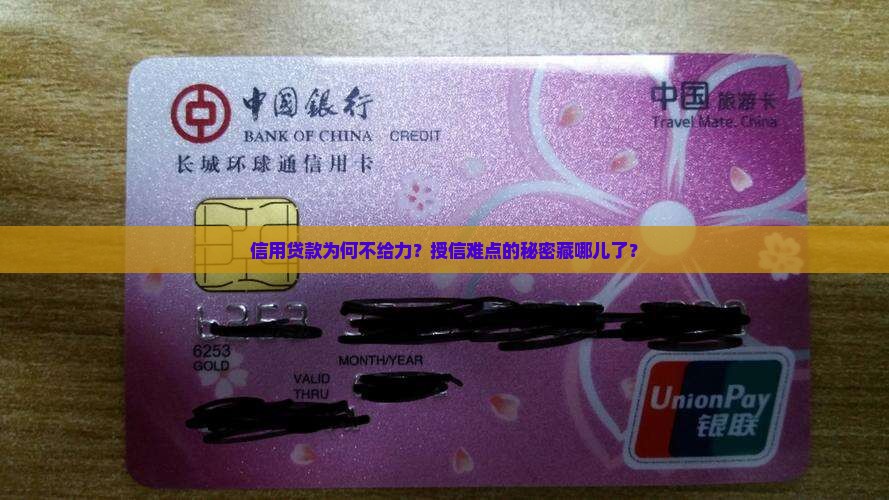 中国银行
BANK OF CHINA CREDIT
长城环球通信用卡
中国 旅游卡
Travel Mate. China
信用贷款为何不给力？授信难点的秘密藏哪儿了？
6253
6253
GOLD
MONTH/YEAR
VALID
THRU
UnionPay
银联